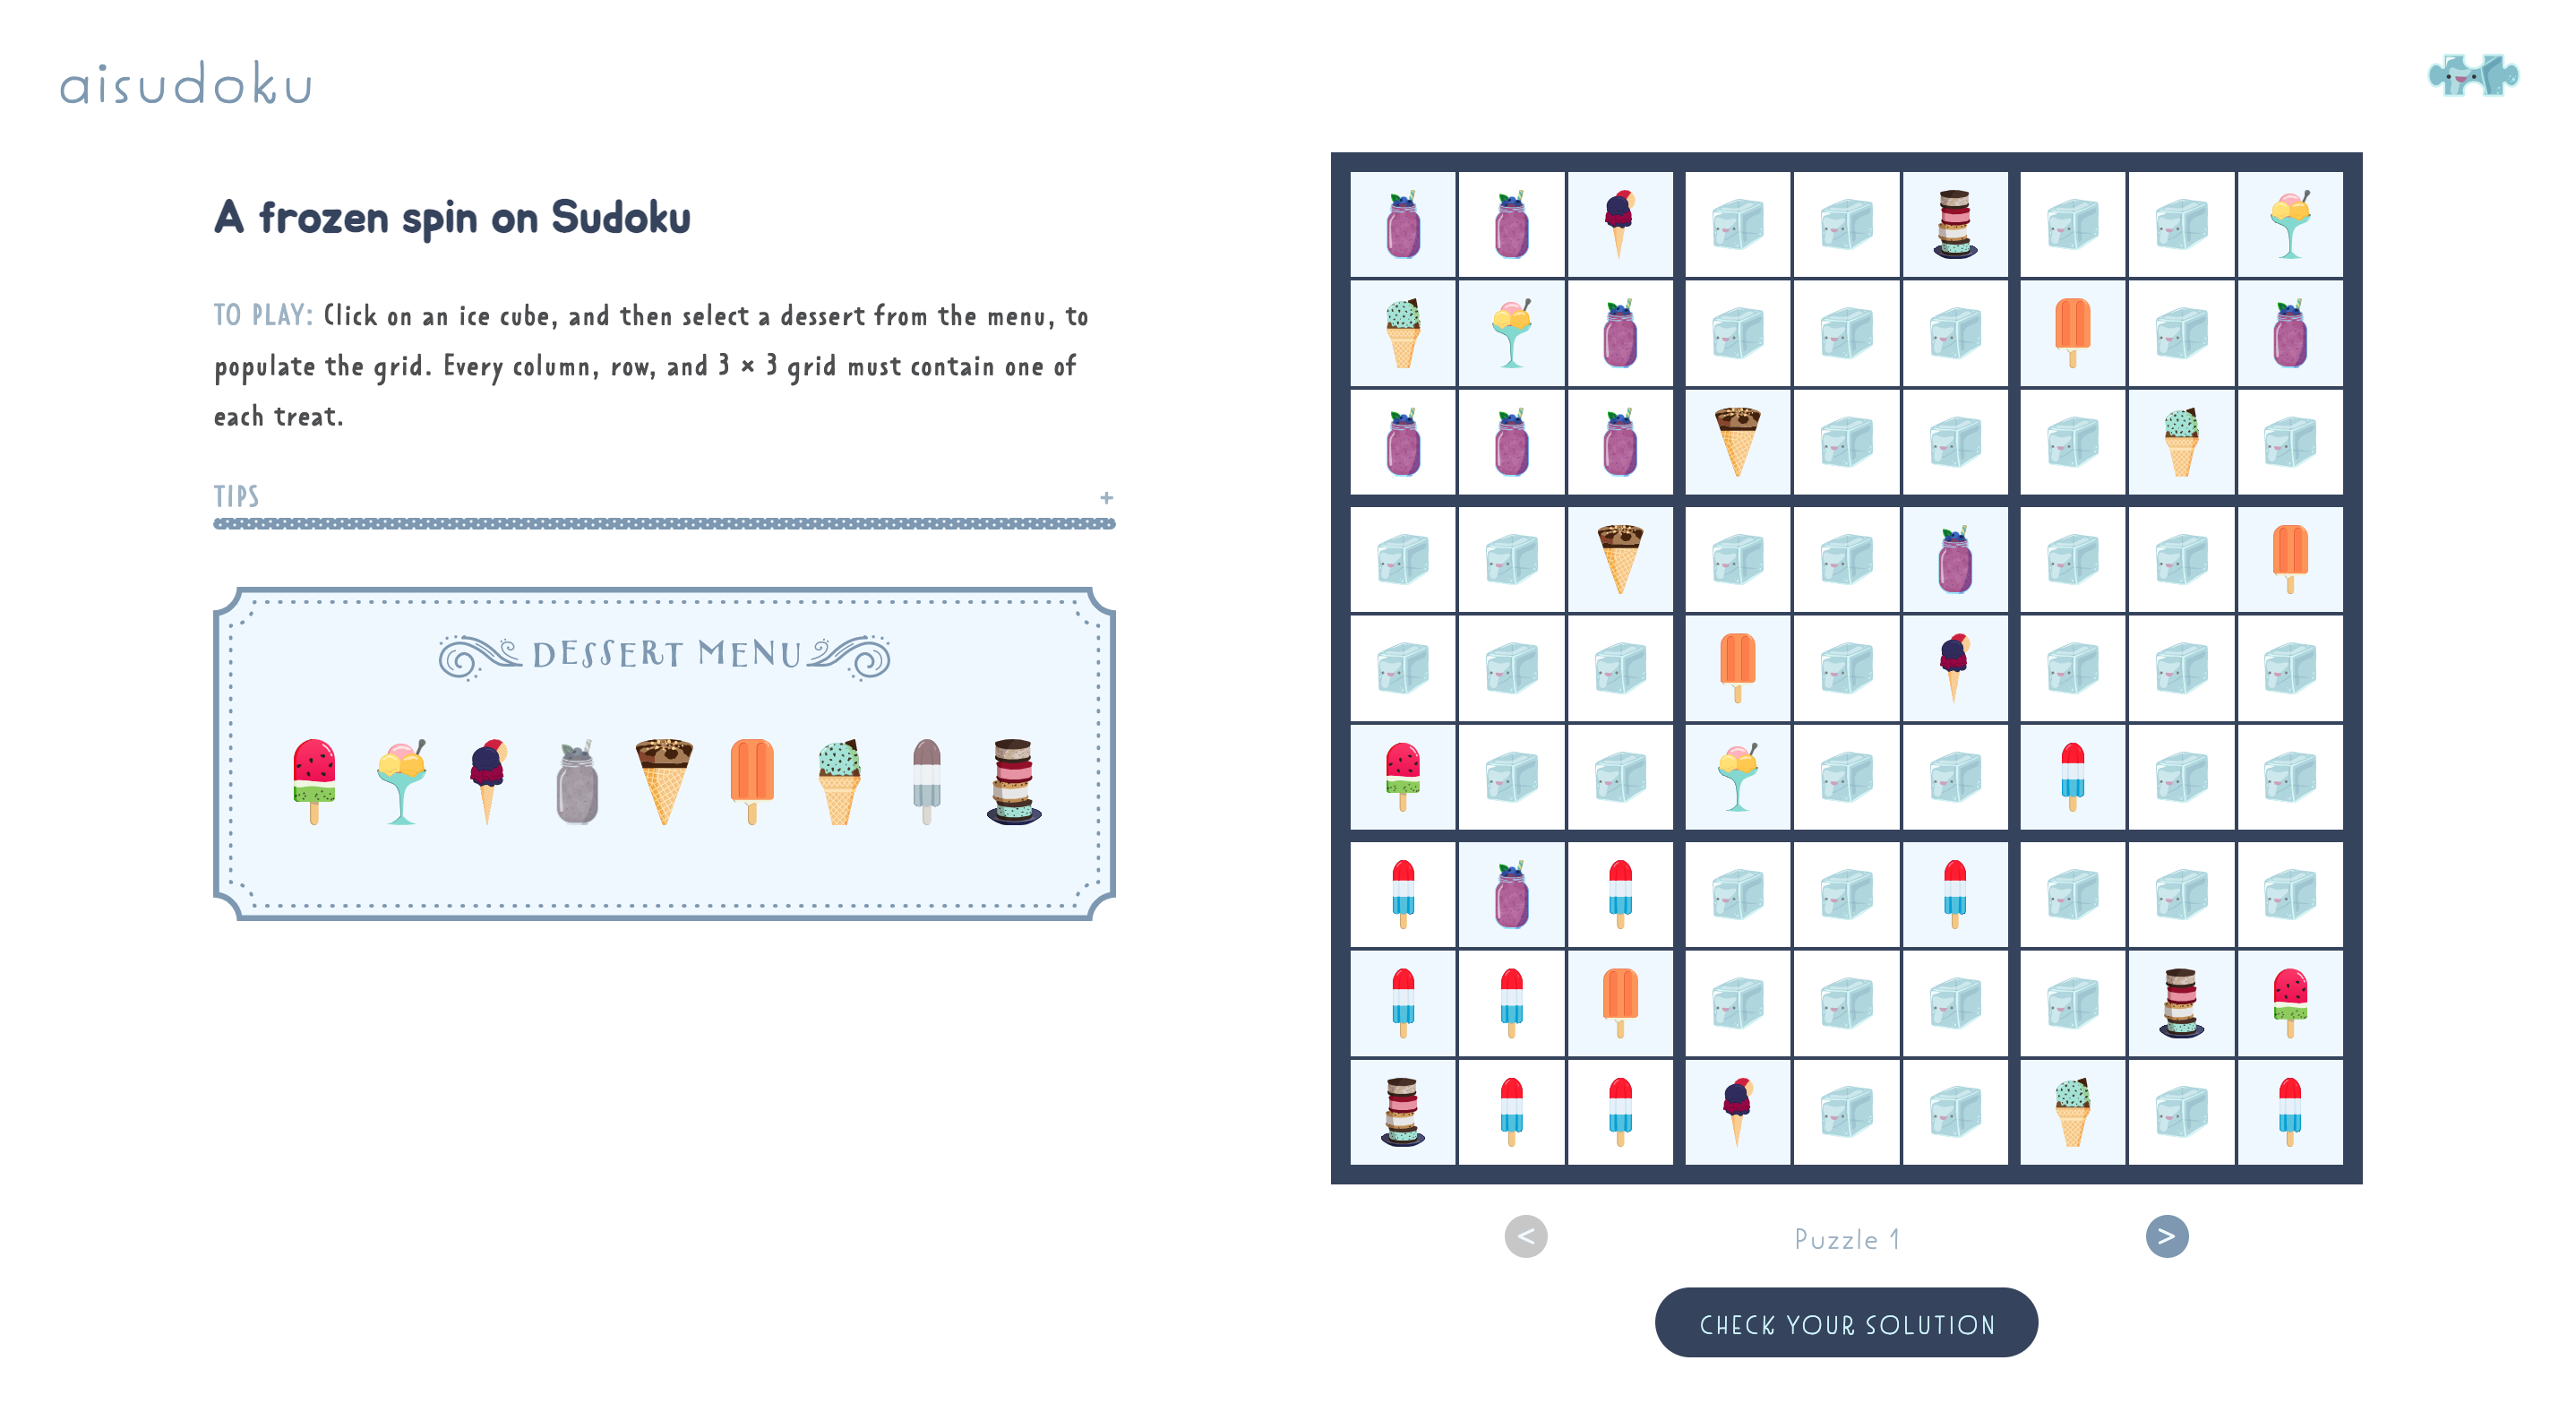 aisudoku
A frozen spin on Sudoku
TO PLAY: Click on an ice cube, and then select a dessert from the menu, to
populate the grid. Every column, row, and 3 × 3 grid must contain one of
each treat.
TIPS +
DESSERT MENU
< Puzzle 1 >
CHECK YOUR SOLUTION